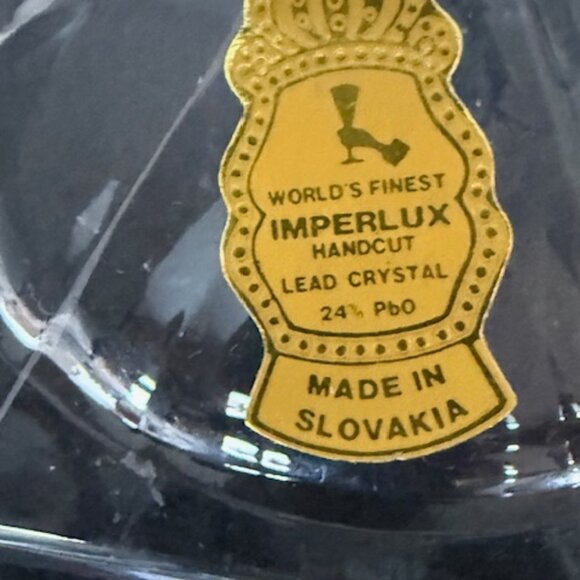 WORLD'S FINEST
IMPERLUX
HANDCUT
LEAD CRYSTAL
24% PbO
MADE IN
SLOVAKIA